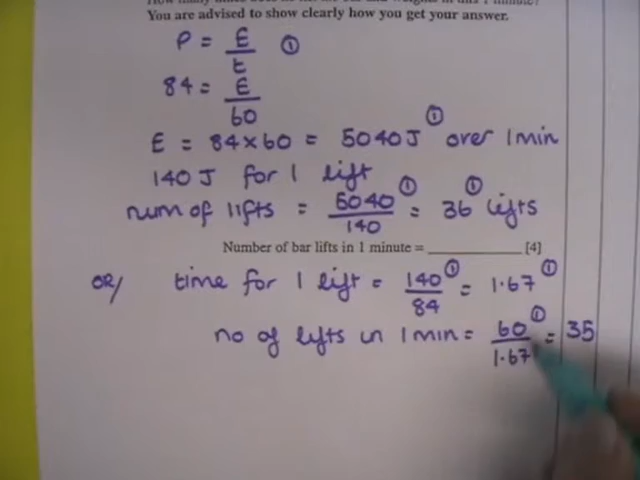 You are advised to show clearly how you get your answer.
P = E/t ①
84 = E/60
E = 84×60 = 5040J ① over 1min
140 J for 1 lift
num of lifts = 5040/140 ① = 36 ① lifts
Number of bar lifts in 1 minute = ____________ [4]
OR/ time for 1 lift = 140/84 ① = 1.67 ①
no of lifts in 1 min = 60/1.67 ① = 35